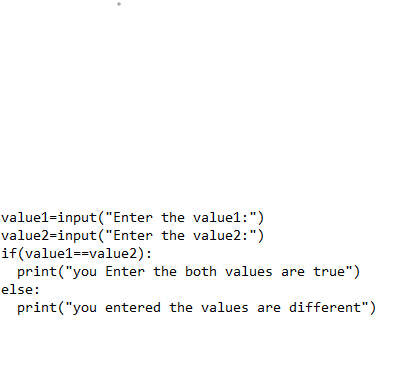 value1=input("Enter the value1:")
value2=input("Enter the value2:")
if(value1==value2):
  print("you Enter the both values are true")
else:
  print("you entered the values are different")